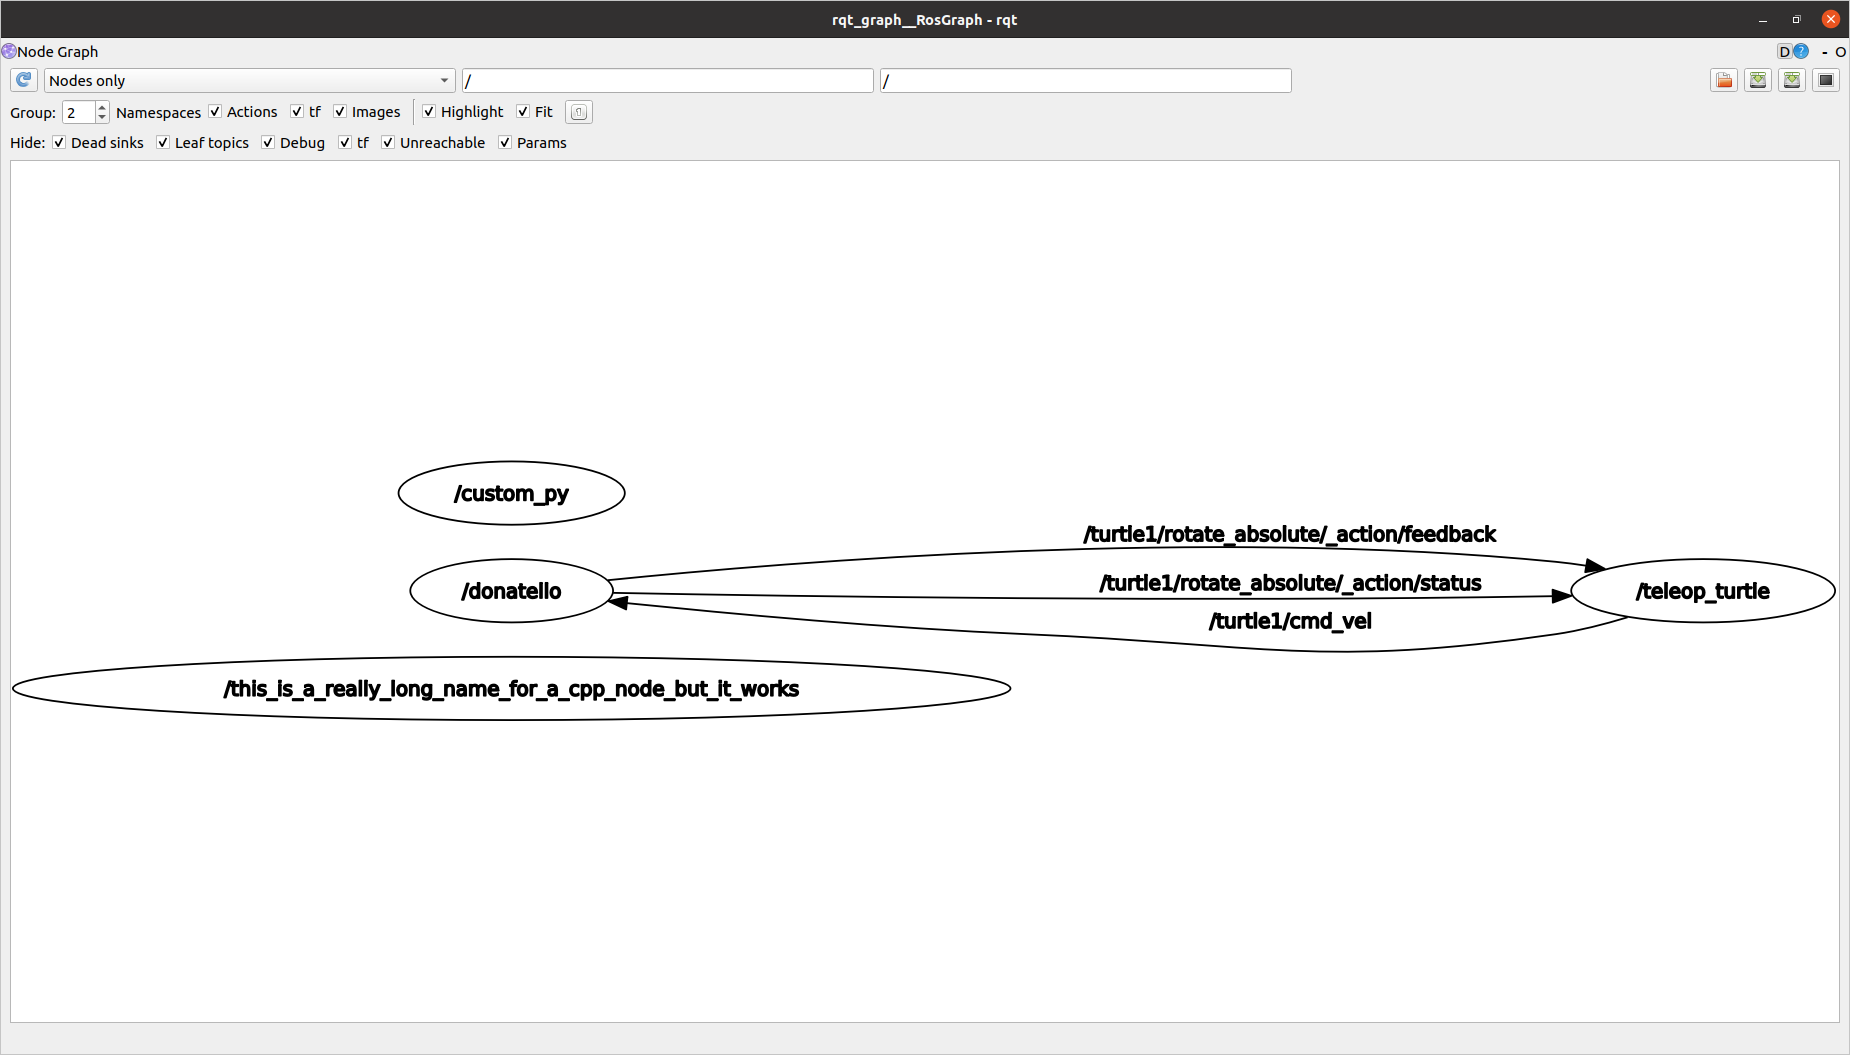 rqt_graph__RosGraph - rqt
Node Graph
D ? - O
Nodes only / /
Group: 2 Namespaces Actions tf Images Highlight Fit
Hide: Dead sinks Leaf topics Debug tf Unreachable Params
/custom_py
/turtle1/rotate_absolute/_action/feedback
/donatello
/turtle1/rotate_absolute/_action/status
/teleop_turtle
/turtle1/cmd_vel
/this_is_a_really_long_name_for_a_cpp_node_but_it_works